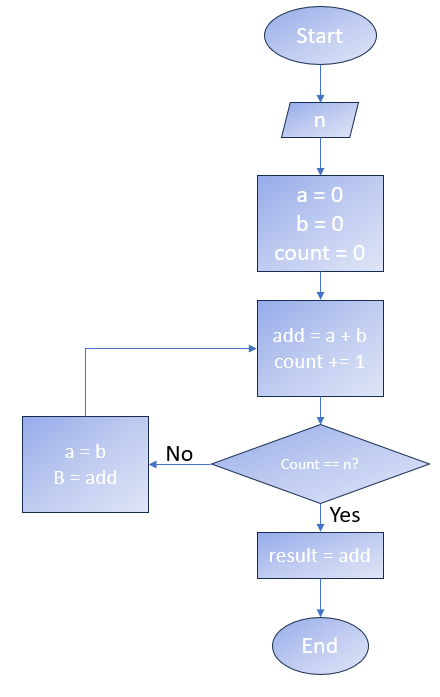 Start
n
a = 0
b = 0
count = 0
add = a + b
count += 1
Count == n?
No
a = b
B = add
Yes
result = add
End